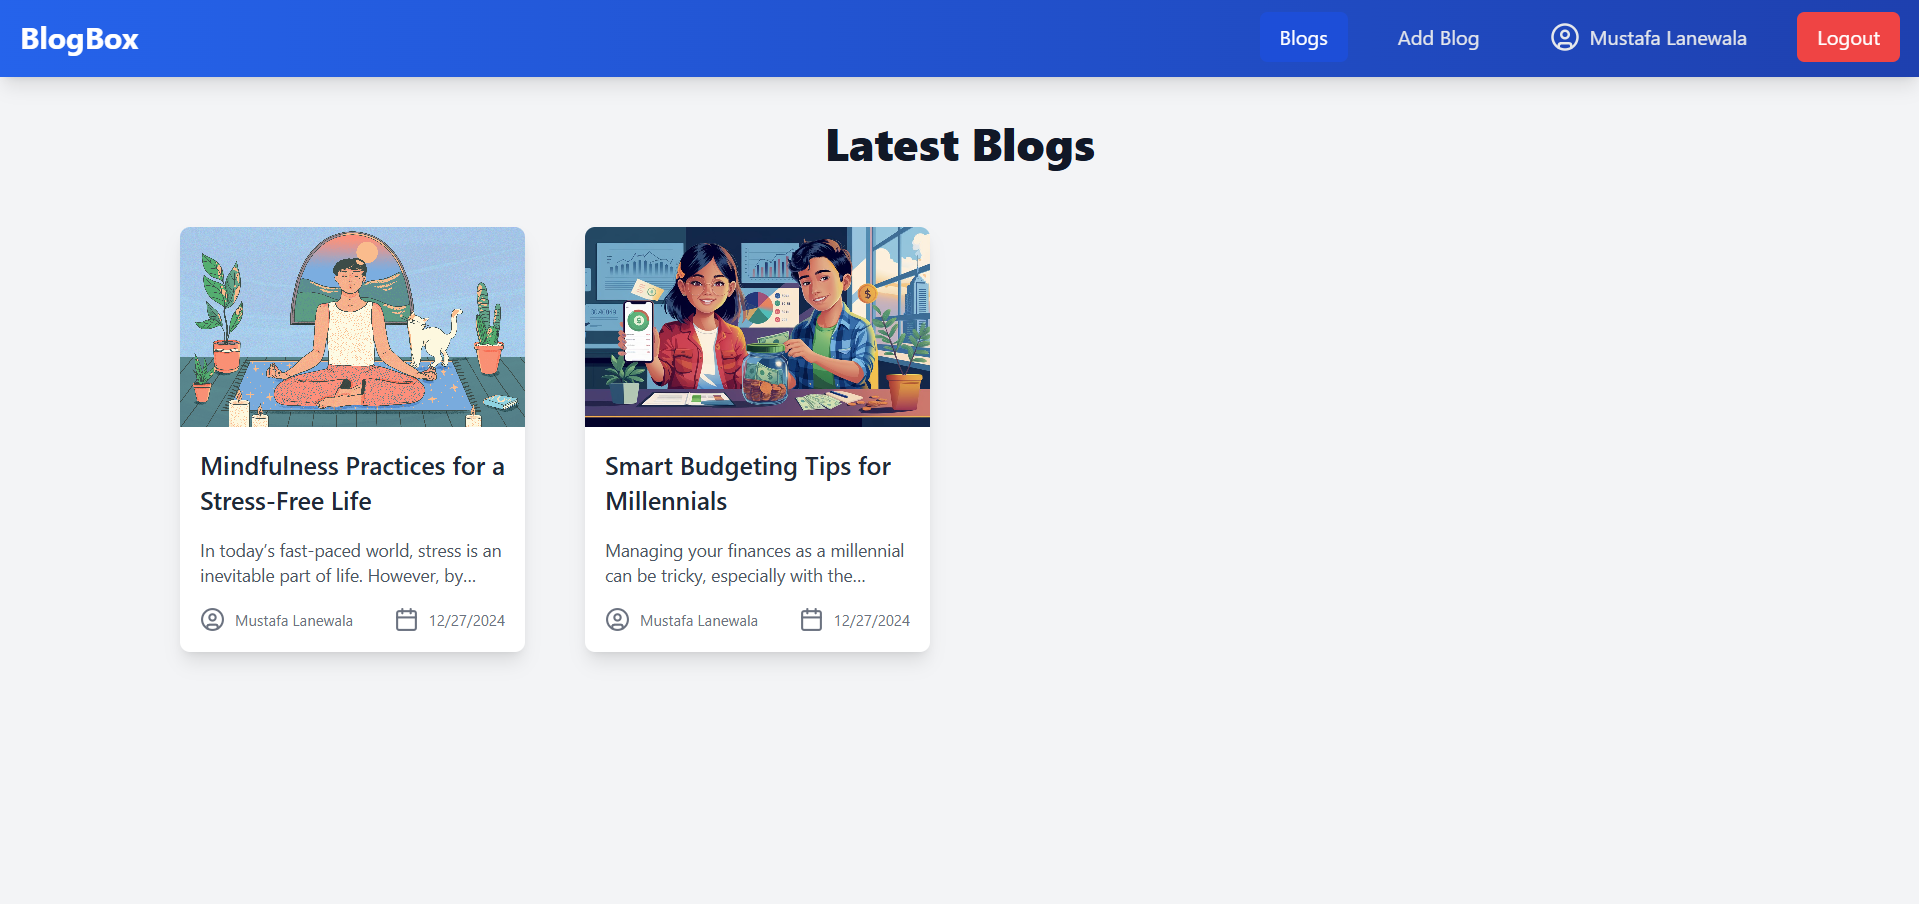 BlogBox
Blogs
Add Blog
Mustafa Lanewala
Logout
Latest Blogs
Mindfulness Practices for a
Stress-Free Life
In today’s fast-paced world, stress is an
inevitable part of life. However, by...
Mustafa Lanewala
12/27/2024
Smart Budgeting Tips for
Millennials
Managing your finances as a millennial
can be tricky, especially with the...
Mustafa Lanewala
12/27/2024